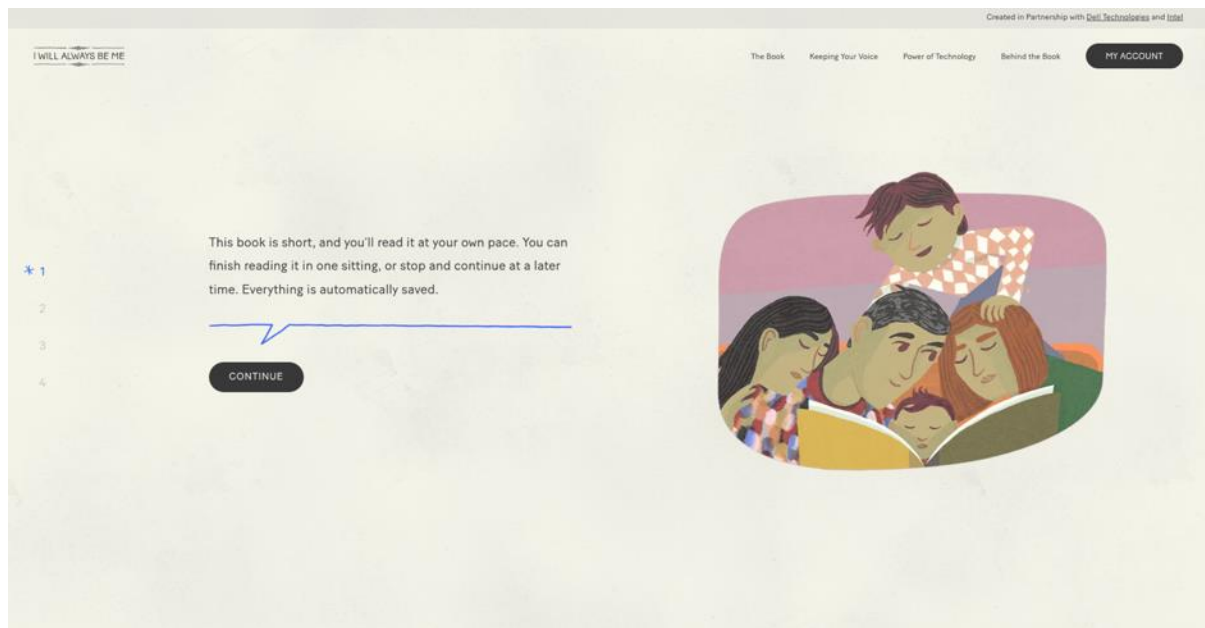 Created in Partnership with Dell Technologies and Intel
I WILL ALWAYS BE ME
The Book
Keeping Your Voice
Power of Technology
Behind the Book
MY ACCOUNT
This book is short, and you'll read it at your own pace. You can
finish reading it in one sitting, or stop and continue at a later
time. Everything is automatically saved.
* 1
2
3
4
CONTINUE